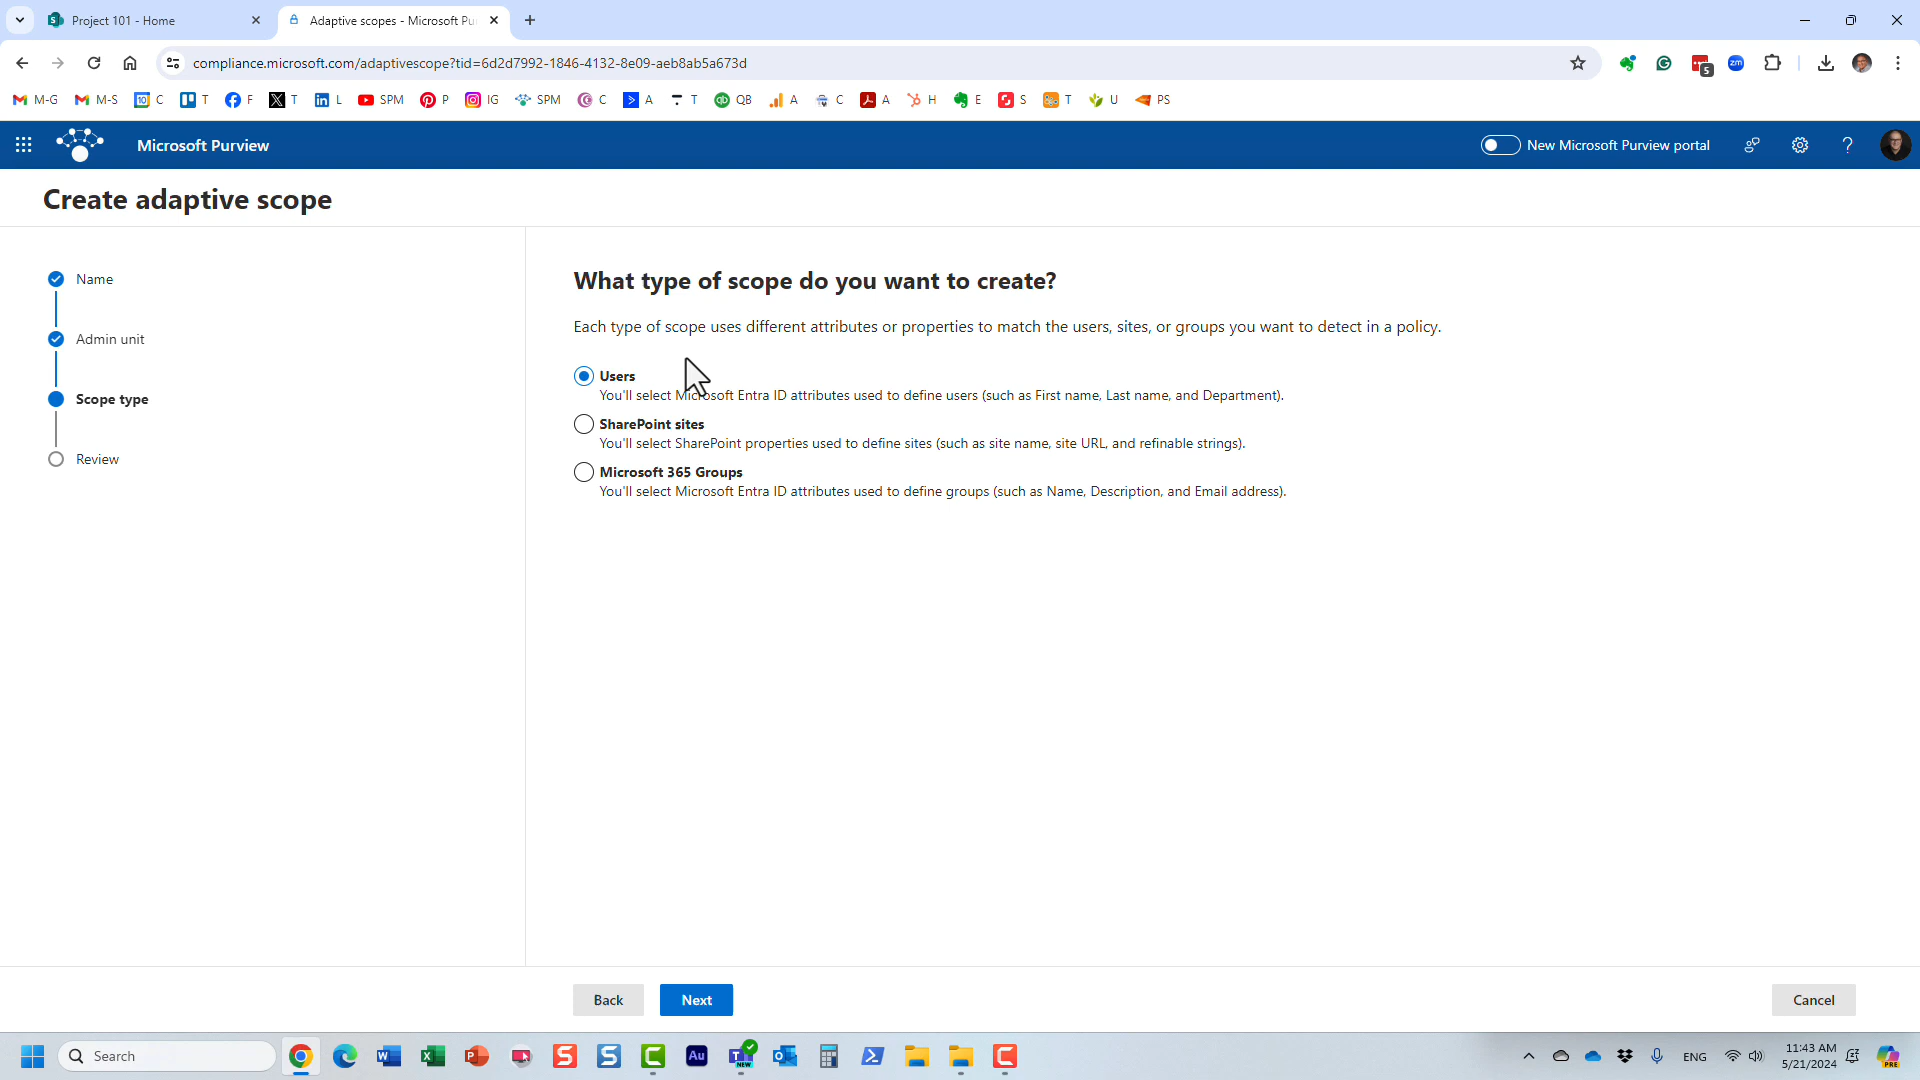 Project 101 - Home
Adaptive scopes - Microsoft Pu
compliance.microsoft.com/adaptivescope?tid=6d2d7992-1846-4132-8e09-aeb8ab5a673d
5
zm
M-G
M-S
10
C
T
F
T
L
SPM
P
IG
SPM
C
A
T
QB
A
C
A
H
E
S
T
U
PS
Microsoft Purview
New Microsoft Purview portal
Create adaptive scope
Name
Admin unit
Scope type
Review
What type of scope do you want to create?
Each type of scope uses different attributes or properties to match the users, sites, or groups you want to detect in a policy.
Users
You'll select Microsoft Entra ID attributes used to define users (such as First name, Last name, and Department).
SharePoint sites
You'll select SharePoint properties used to define sites (such as site name, site URL, and refinable strings).
Microsoft 365 Groups
You'll select Microsoft Entra ID attributes used to define groups (such as Name, Description, and Email address).
Back
Next
Cancel
Search
Au
NEW
ENG
11:43 AM
5/21/2024
PRE